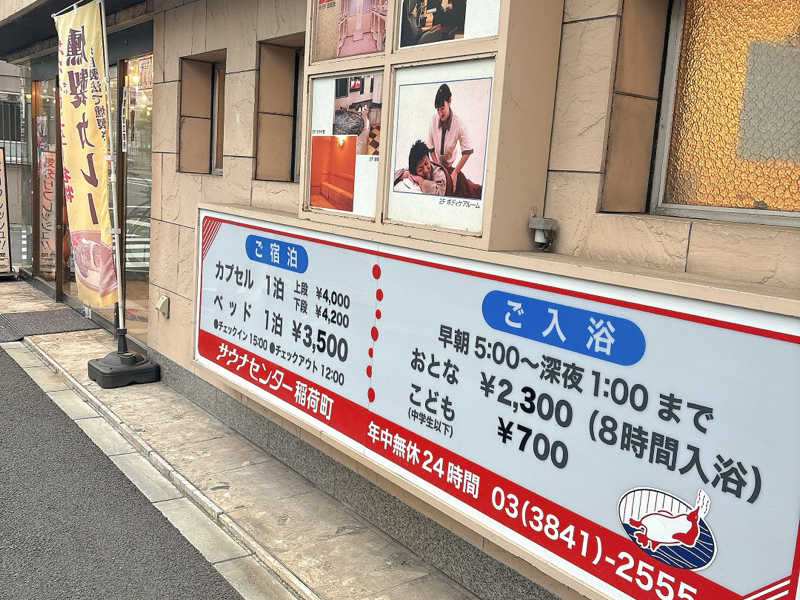 燻製カレー
2F ボディケアルーム
ご宿泊
カプセル 1泊 上段 ¥4,000
下段 ¥4,200
ベッド 1泊 ¥3,500
●チェックイン 15:00 ●チェックアウト 12:00
サウナセンター稲荷町
ご入浴
早朝 5:00〜深夜 1:00 まで
おとな ¥2,300（8時間入浴）
こども ¥700
(中学生以下)
年中無休24時間 03(3841)-2555